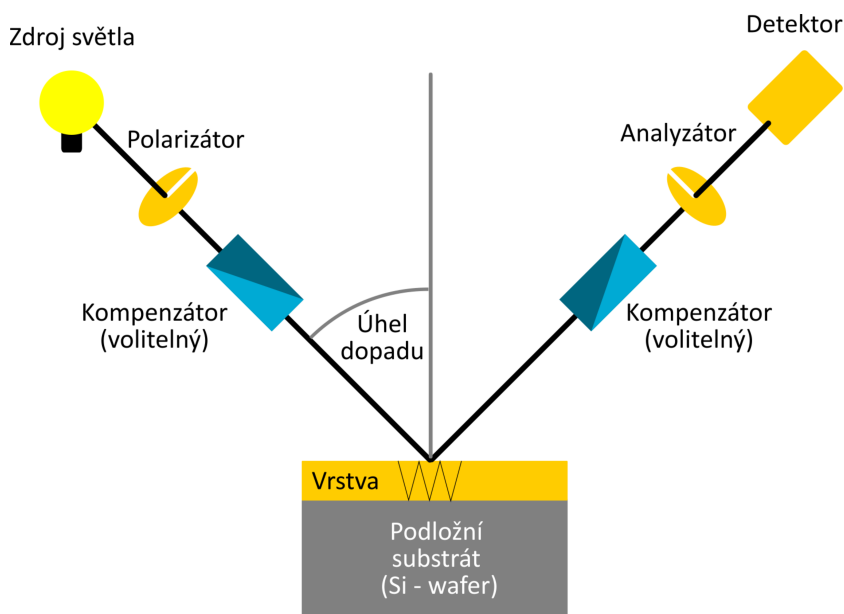 Zdroj světla
Detektor
Polarizátor
Analyzátor
Kompenzátor
(volitelný)
Úhel
dopadu
Kompenzátor
(volitelný)
Vrstva
Podložní
substrát
(Si - wafer)